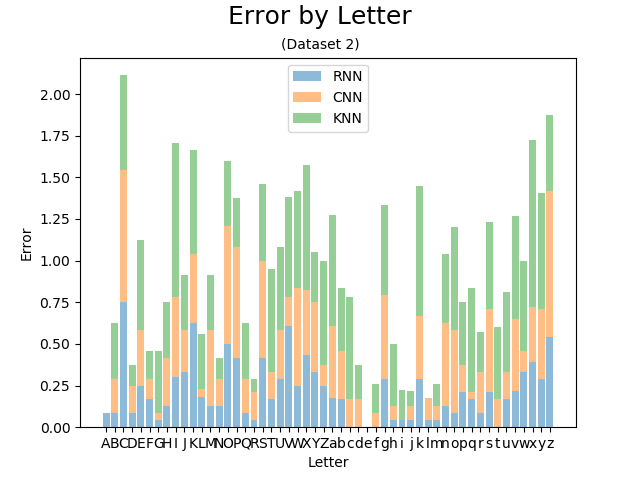 Error by Letter
(Dataset 2)
RNN
CNN
KNN
Error
2.00
1.75
1.50
1.25
1.00
0.75
0.50
0.25
0.00
A B C D E F G H I J K L M N O P Q R S T U V W X Y Z a b c d e f g h i j k l m n o p q r s t u v w x y z
Letter